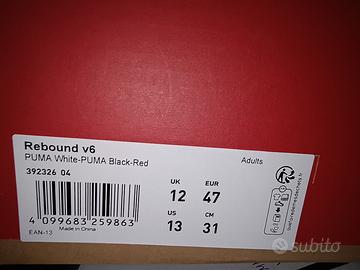 Rebound v6
PUMA White-PUMA Black-Red
392326 04
Adults
UK EUR
12 47
US CM
13 31
4 099683 259863
EAN-13
Made in China
subito